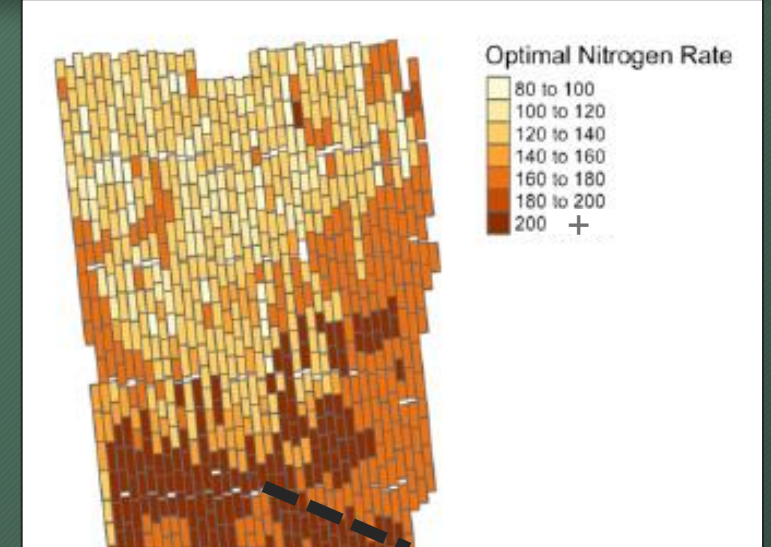 Optimal Nitrogen Rate
80 to 100
100 to 120
120 to 140
140 to 160
160 to 180
180 to 200
200 +